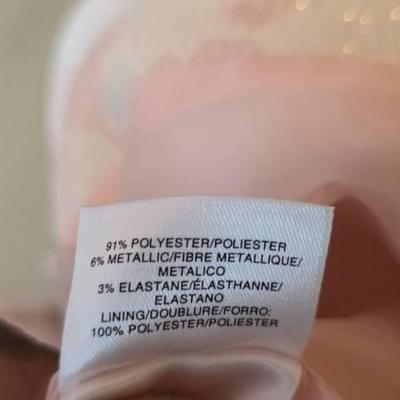 91% POLYESTER/POLIESTER
6% METALLIC/FIBRE METALLIQUE/
METALICO
3% ELASTANE/ÉLASTHANNE/
ELASTANO
LINING/DOUBLURE/FORRO:
100% POLYESTER/POLIESTER